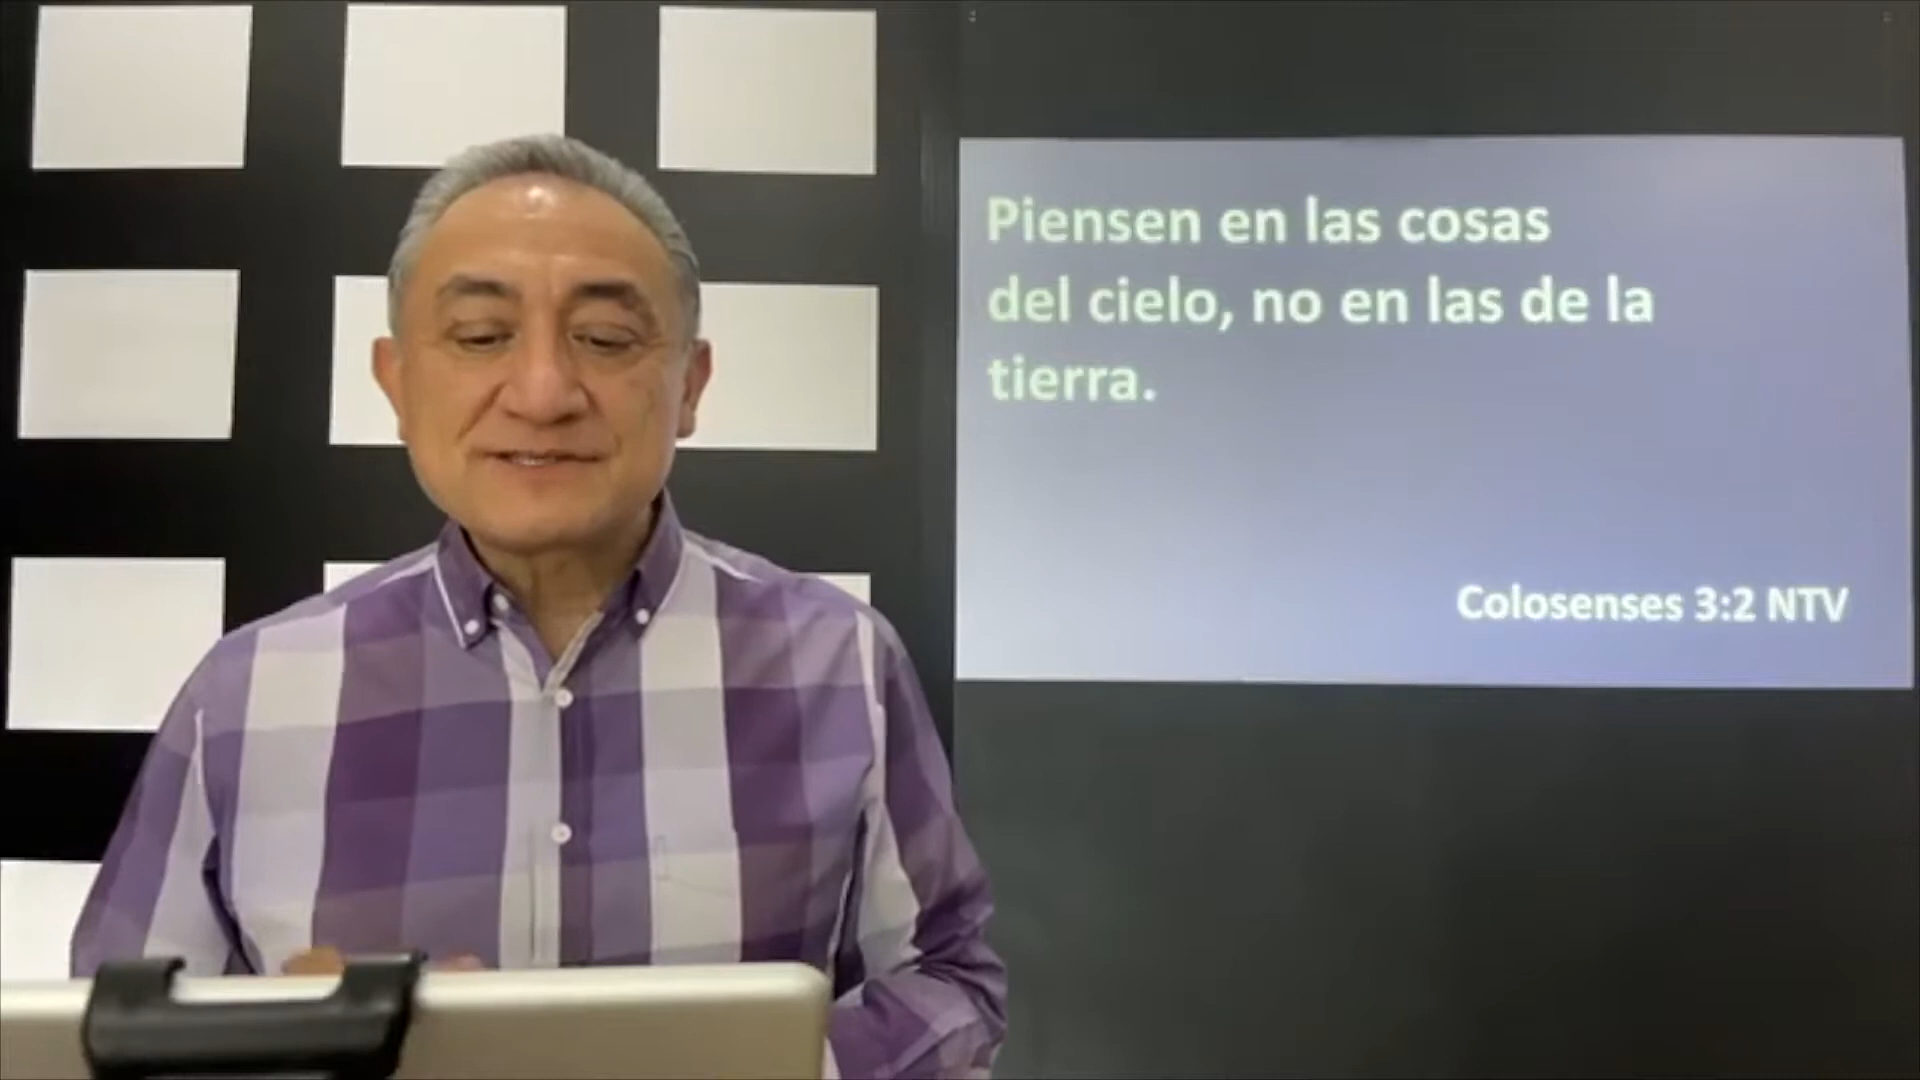 Piensen en las cosas
del cielo, no en las de la
tierra.
Colosenses 3:2 NTV